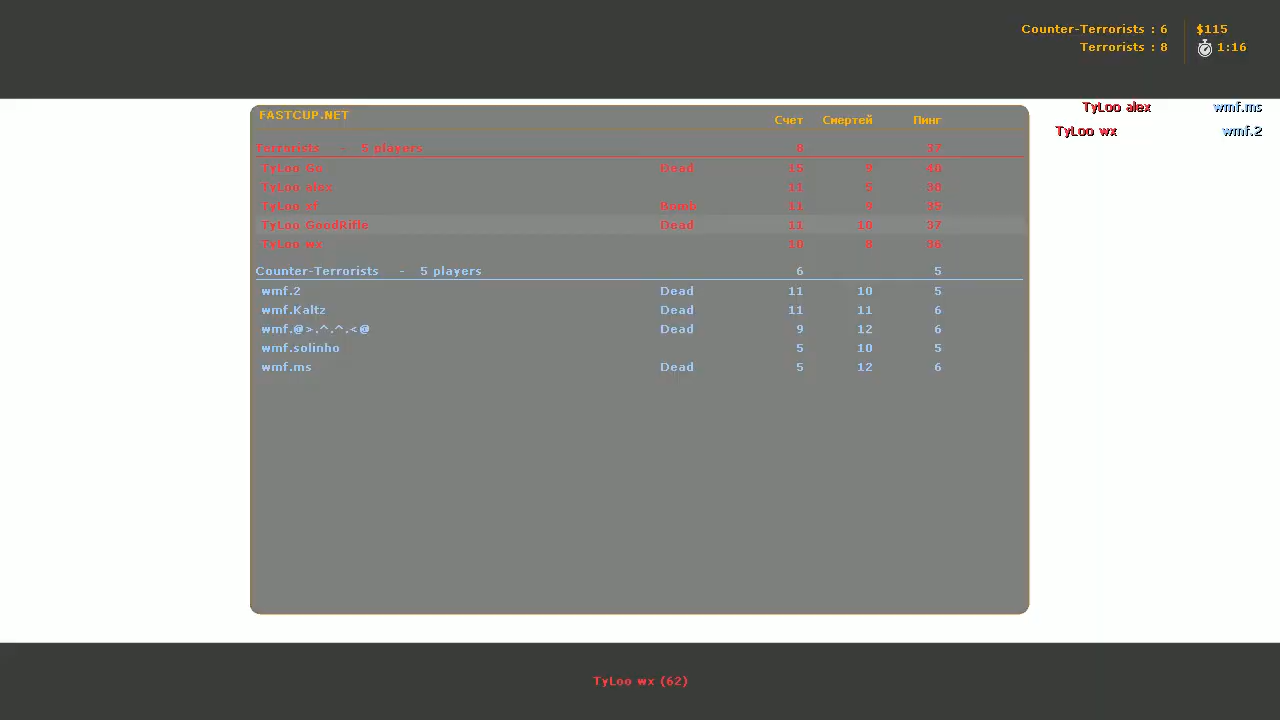 Counter-Terrorists : 6 $115
Terrorists : 8 1:16
TyLoo alex wmf.ms
TyLoo wx wmf.2
FASTCUP.NET
Счет Смертей Пинг
Terrorists - 5 players 8 37
TyLoo Go Dead 15 9 48
TyLoo alex 11 5 30
TyLoo xf Bomb 11 9 35
TyLoo GoodRifle Dead 11 10 37
TyLoo wx 10 8 36
Counter-Terrorists - 5 players 6 5
wmf.2 Dead 11 10 5
wmf.Kaltz Dead 11 11 6
wmf.@>.^.^.<@ Dead 9 12 6
wmf.solinho 5 10 5
wmf.ms Dead 5 12 6
TyLoo wx (62)